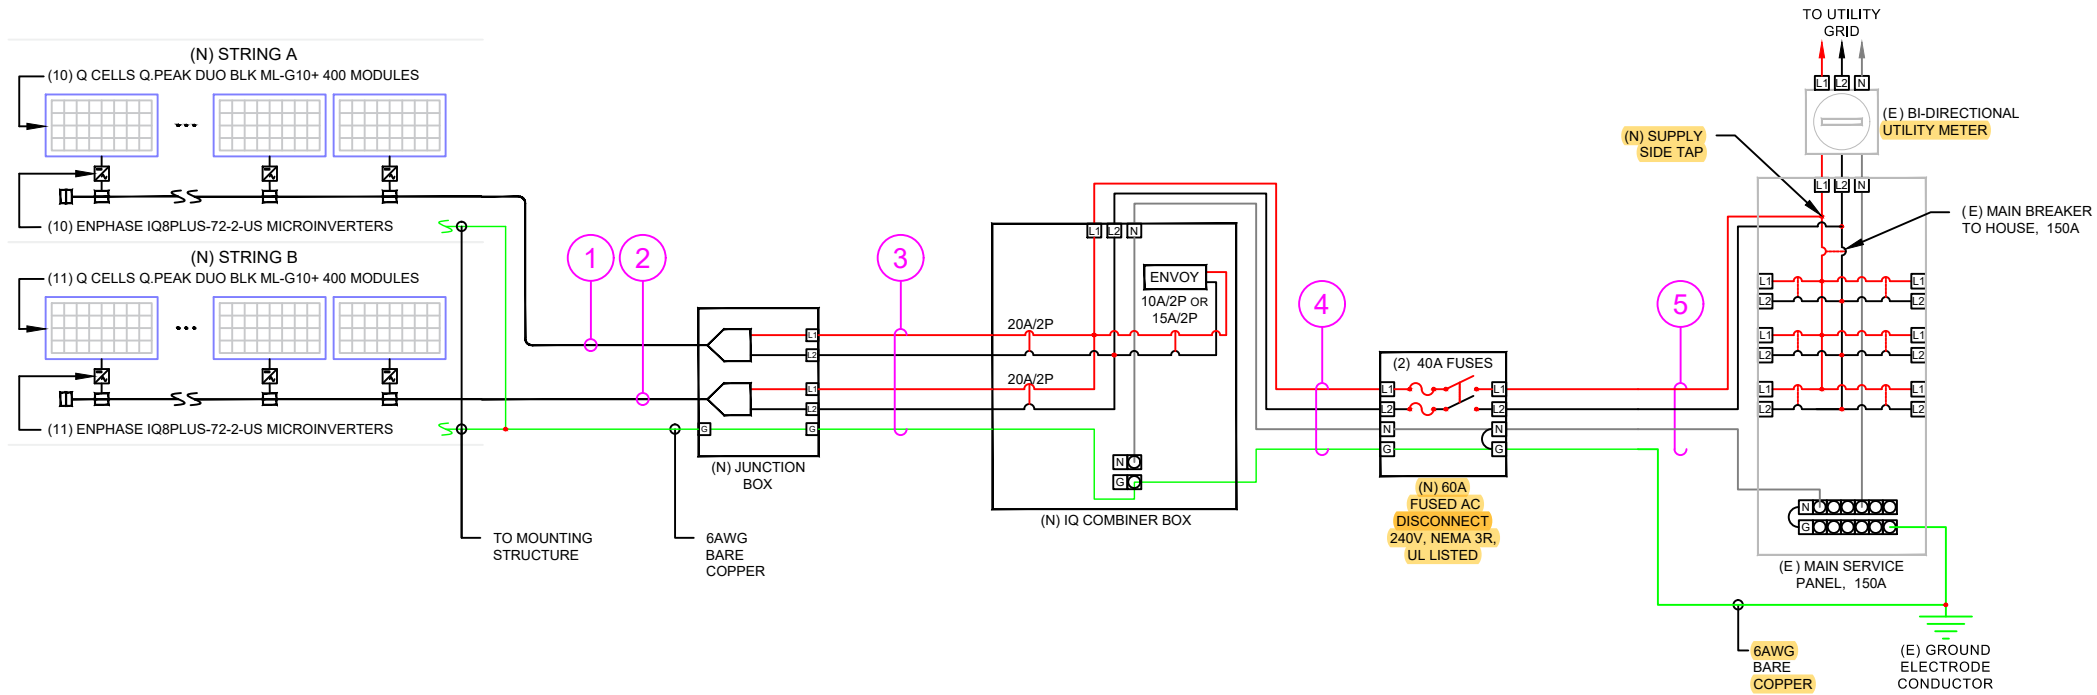 TO UTILITY
GRID
L1 L2 N
(N) STRING A
(10) Q CELLS Q.PEAK DUO BLK ML-G10+ 400 MODULES
(10) ENPHASE IQ8PLUS-72-2-US MICROINVERTERS
(N) STRING B
(11) Q CELLS Q.PEAK DUO BLK ML-G10+ 400 MODULES
(11) ENPHASE IQ8PLUS-72-2-US MICROINVERTERS
TO MOUNTING
STRUCTURE
6AWG
BARE
COPPER
1
2
L1
L2
L1
L2
G
G
(N) JUNCTION
BOX
3
L1 L2 N
ENVOY
10A/2P OR
15A/2P
20A/2P
20A/2P
N
G
(N) IQ COMBINER BOX
4
(2) 40A FUSES
L1
L1
L2
L2
N
N
G
G
(N) 60A
FUSED AC
DISCONNECT
240V, NEMA 3R,
UL LISTED
5
(N) SUPPLY
SIDE TAP
(E) BI-DIRECTIONAL
UTILITY METER
L1 L2 N
(E) MAIN BREAKER
TO HOUSE, 150A
L1
L1
L2
L2
L1
L1
L2
L2
L1
L1
L2
L2
N
G
(E) MAIN SERVICE
PANEL, 150A
6AWG
BARE
COPPER
(E) GROUND
ELECTRODE
CONDUCTOR